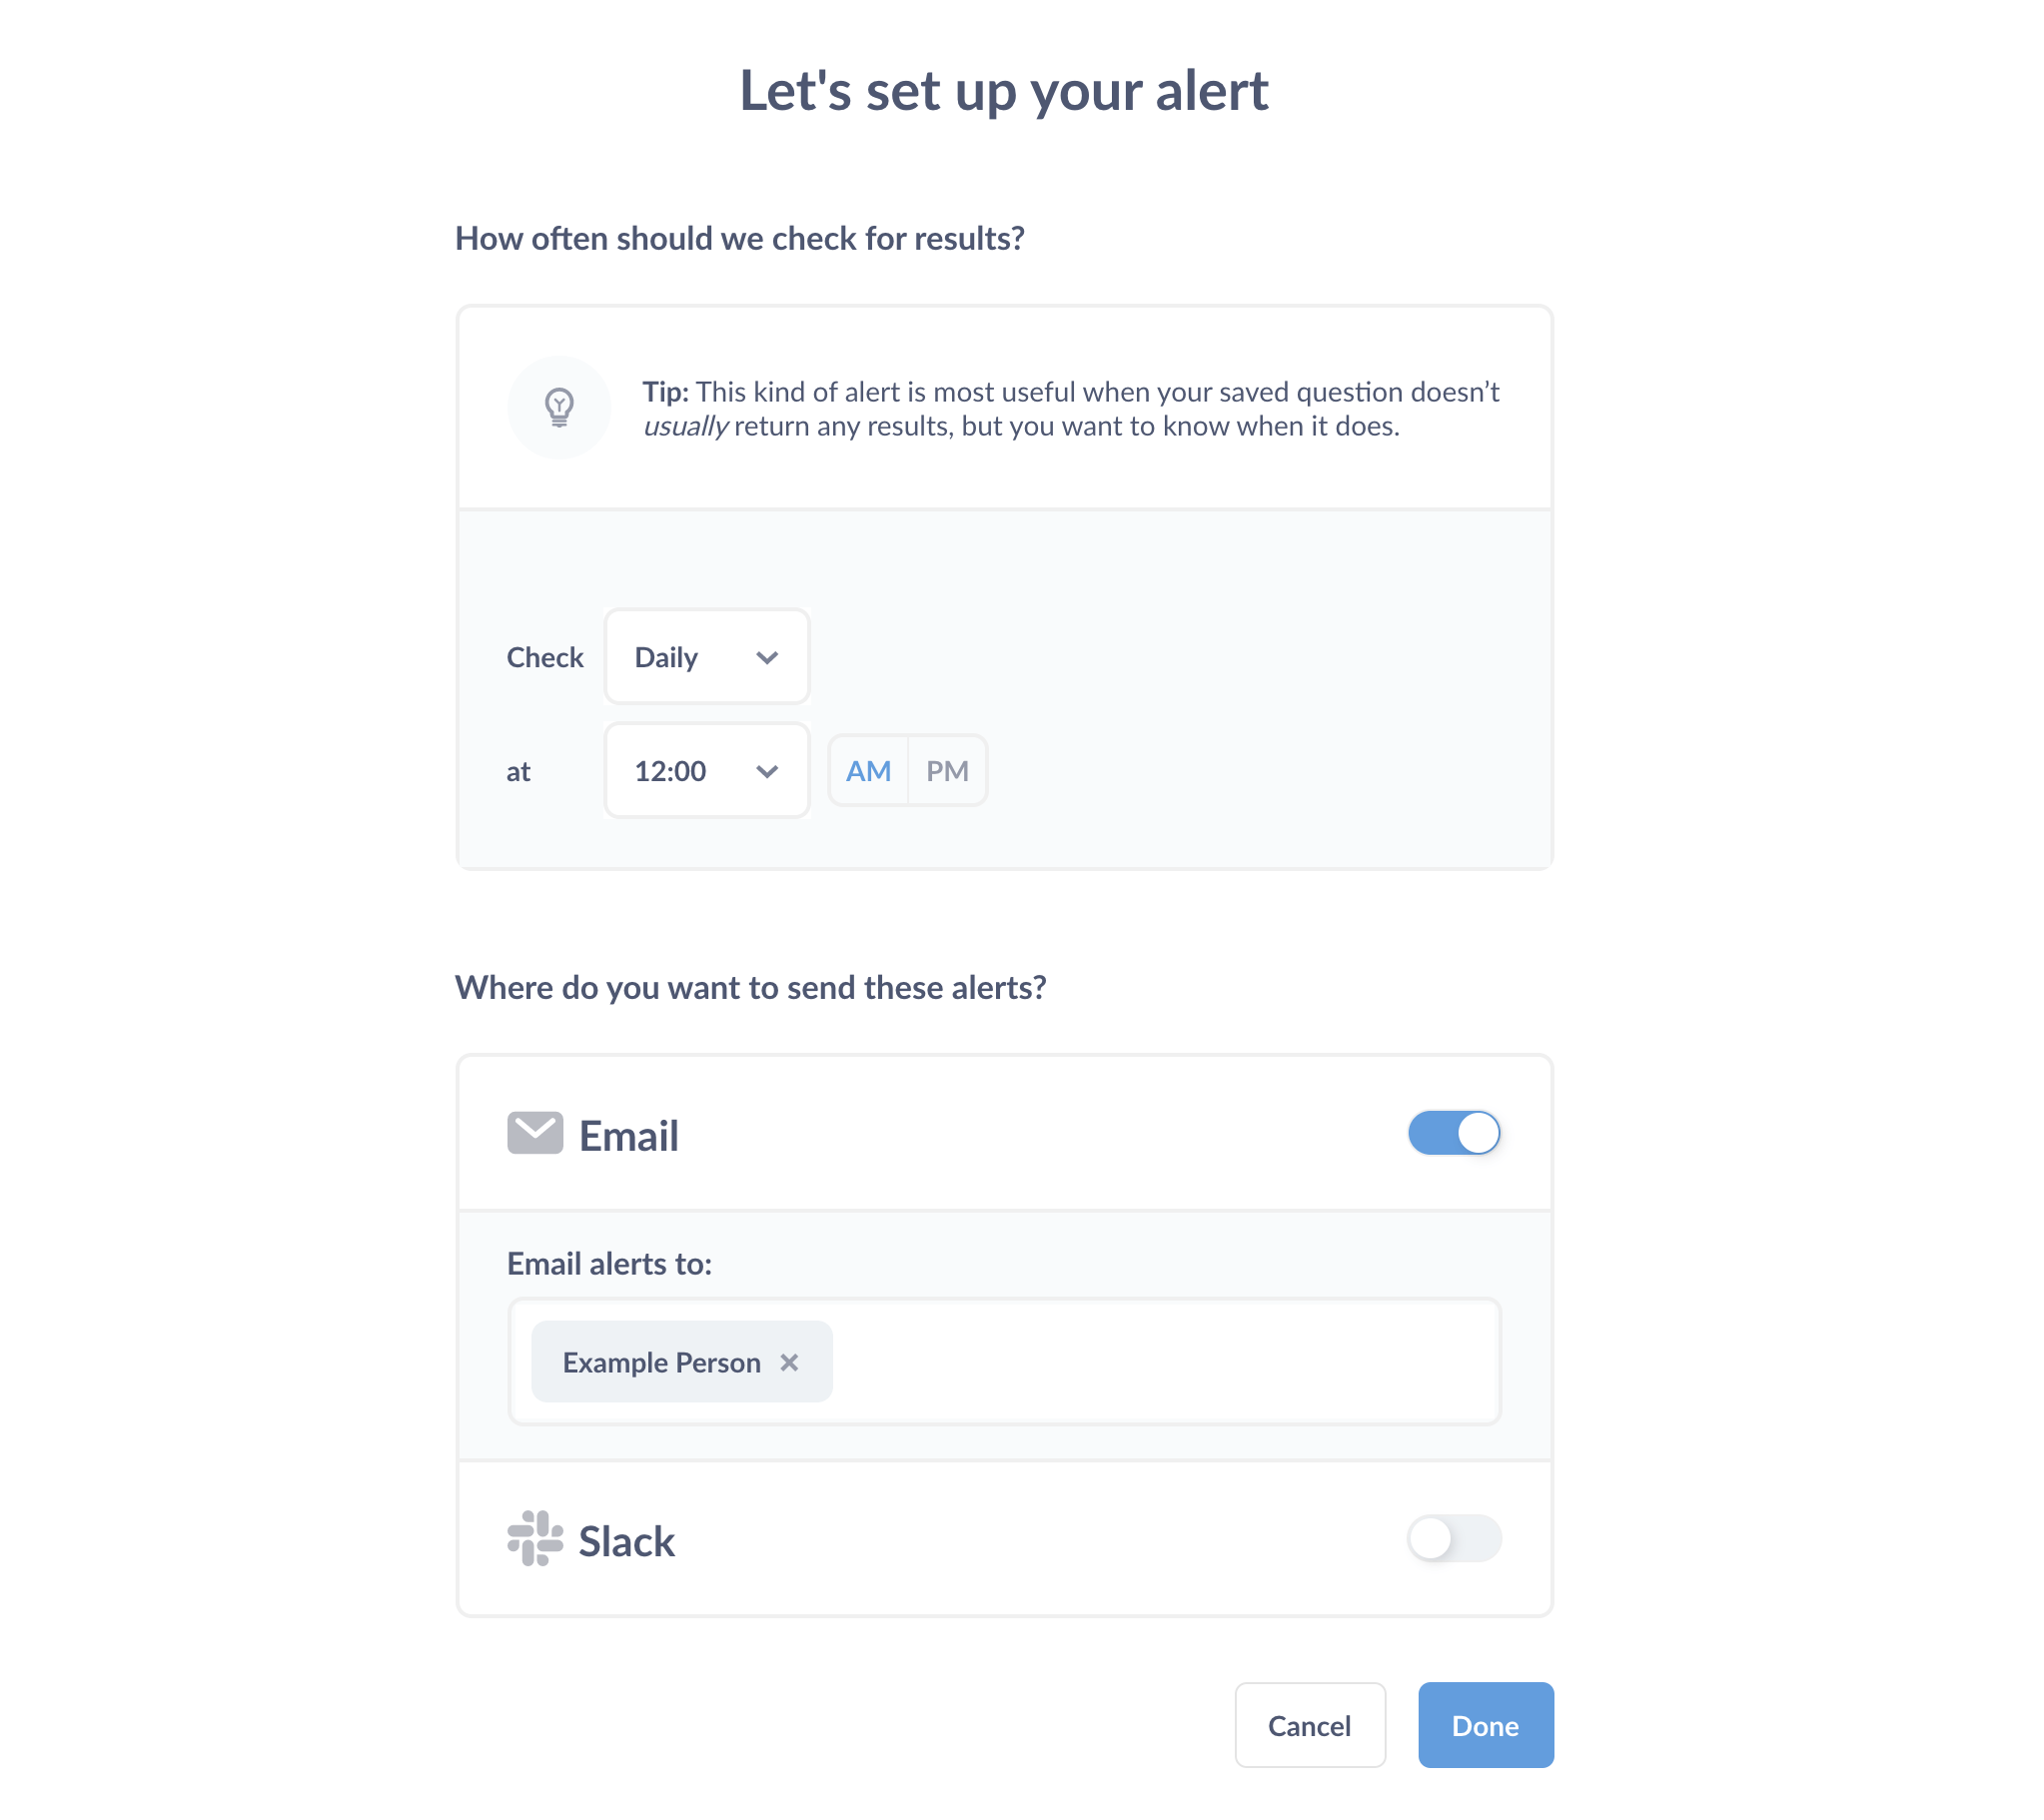 Let's set up your alert
How often should we check for results?
Tip: This kind of alert is most useful when your saved question doesn’t
usually return any results, but you want to know when it does.
Check Daily
at 12:00 AM PM
Where do you want to send these alerts?
Email
Email alerts to:
Example Person
Slack
Cancel Done